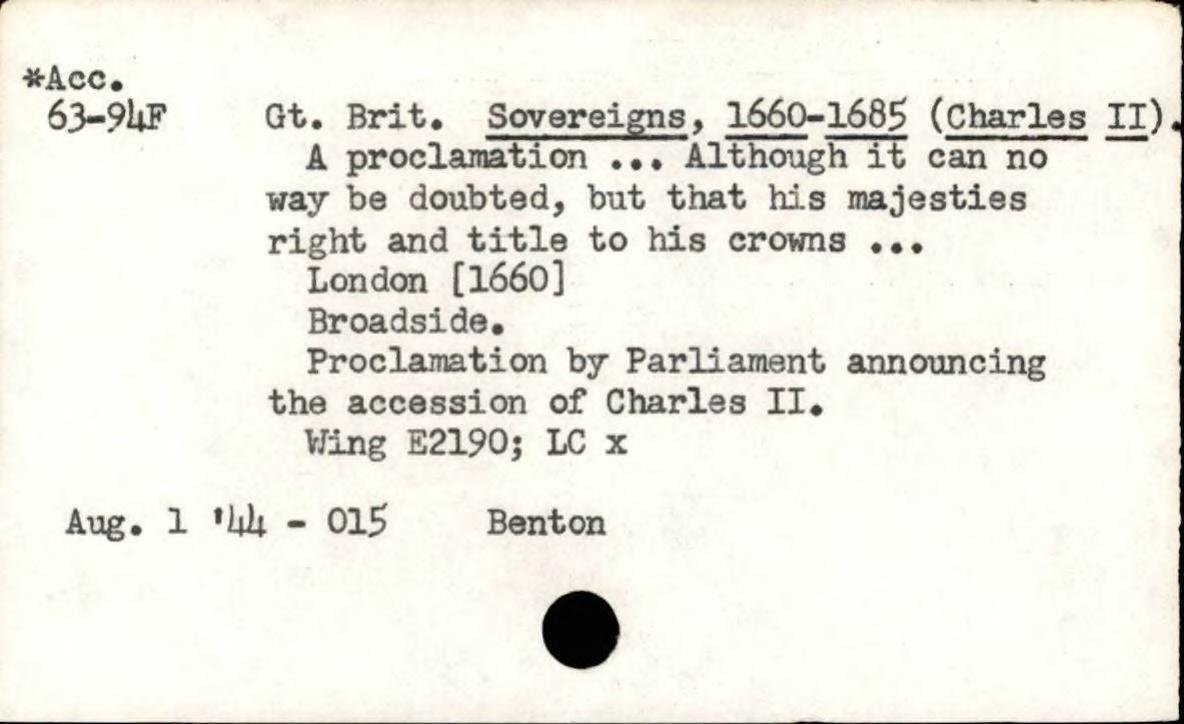 *Acc.
63-94F Gt. Brit. Sovereigns, 1660-1685 (Charles II).
A proclamation ... Although it can no
way be doubted, but that his majesties
right and title to his crowns ...
London [1660]
Broadside.
Proclamation by Parliament announcing
the accession of Charles II.
Wing E2190; LC x
Aug. 1 '44 - 015 Benton